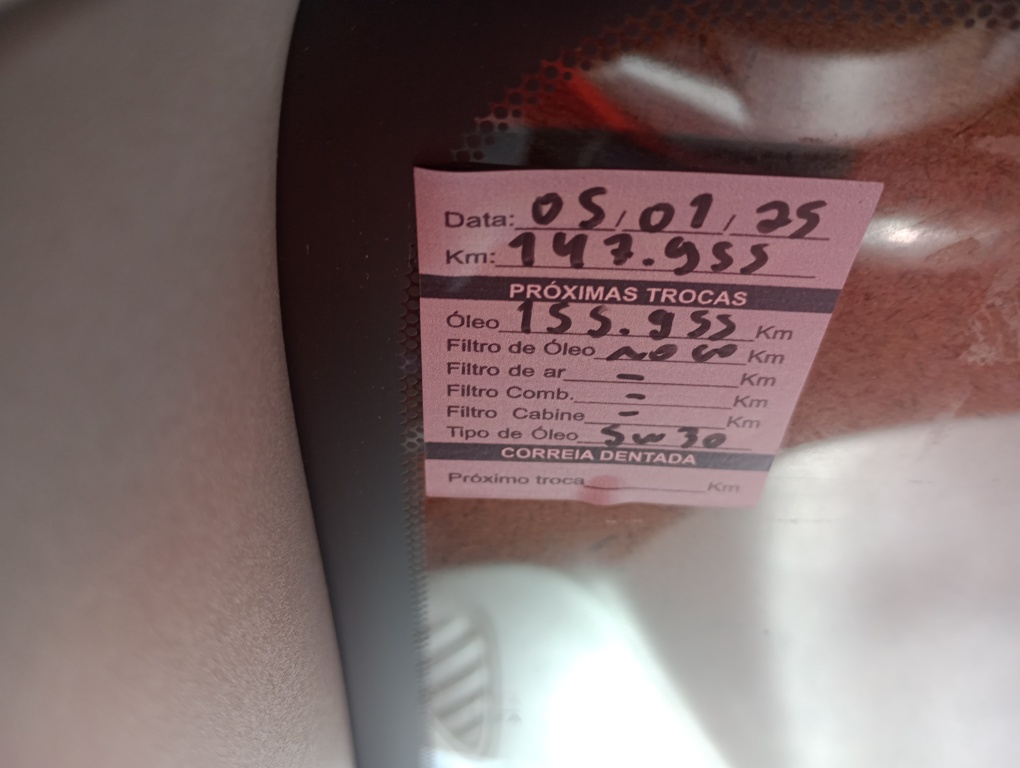 Data: 05/01/25
Km: 147.955
PRÓXIMAS TROCAS
Óleo 155.955 Km
Filtro de Óleo novo Km
Filtro de ar - Km
Filtro Comb. - Km
Filtro Cabine - Km
Tipo de Óleo 5w30
CORREIA DENTADA
Próximo troca Km